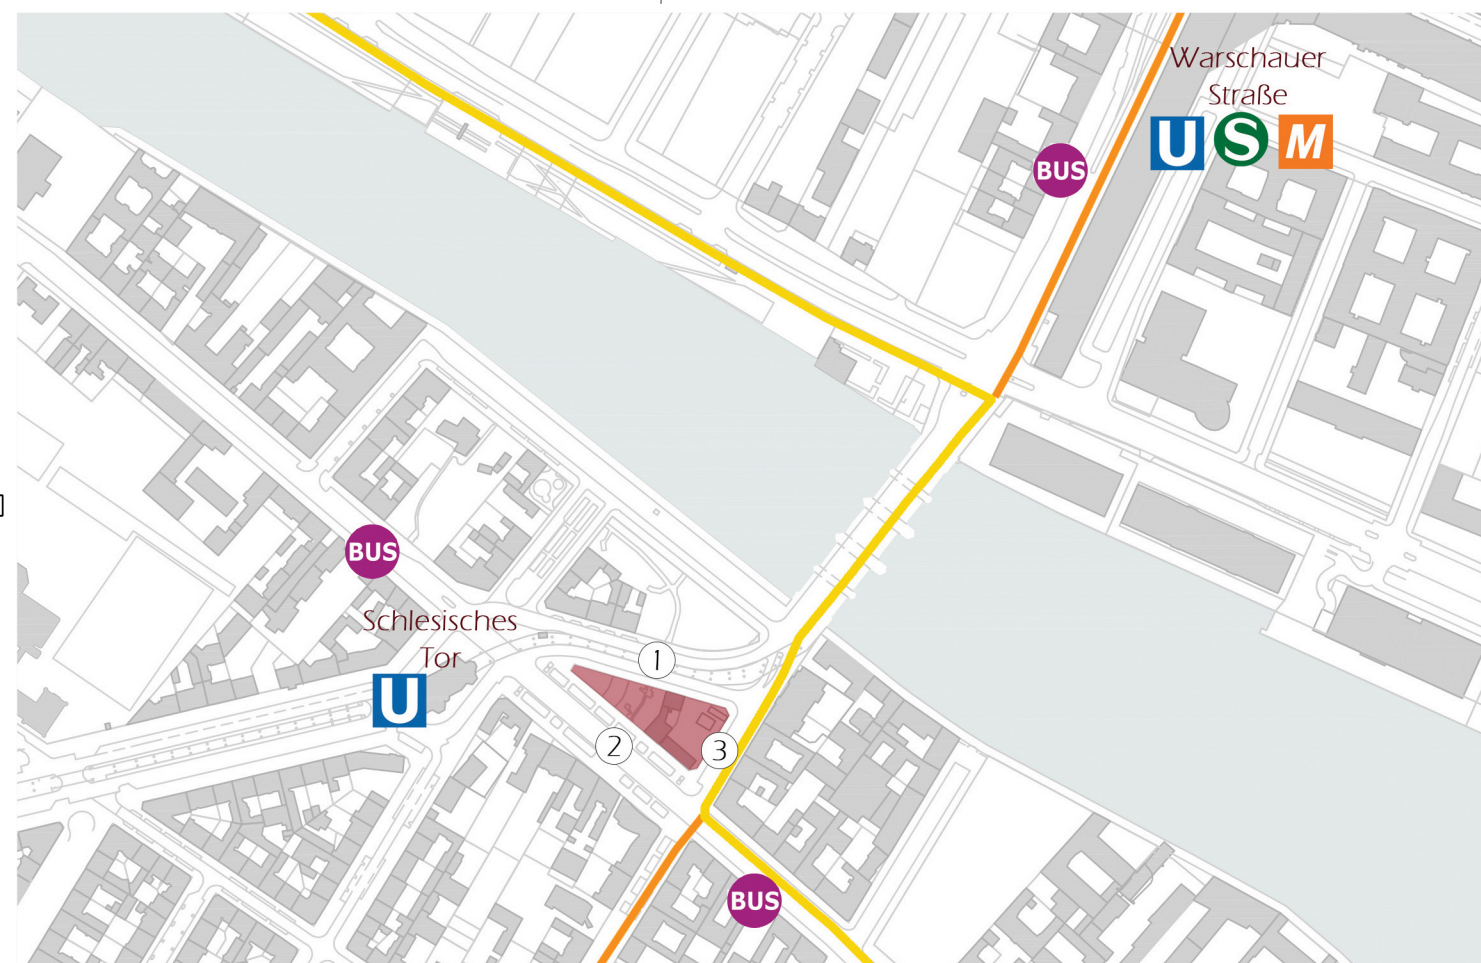 Warschauer
Straße
U S M
BUS
BUS
Schlesisches
Tor
U
1
2
3
BUS